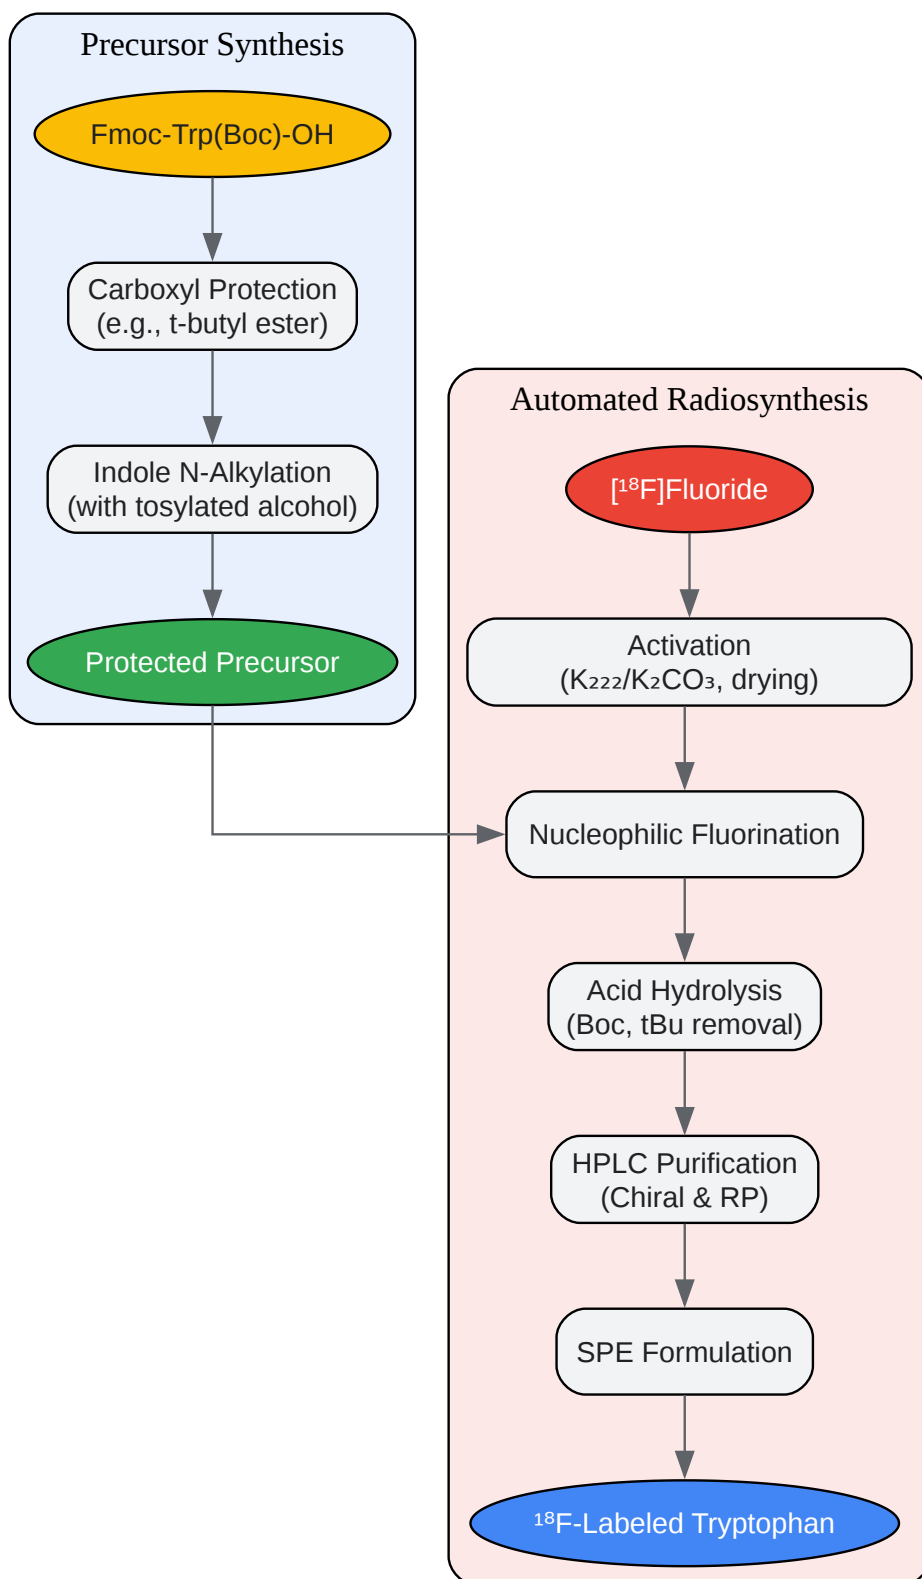 Precursor Synthesis
Fmoc-Trp(Boc)-OH
Carboxyl Protection
(e.g., t-butyl ester)
Indole N-Alkylation
(with tosylated alcohol)
Protected Precursor
Automated Radiosynthesis
[¹⁸F]Fluoride
Activation
(K₂₂₂/K₂CO₃, drying)
Nucleophilic Fluorination
Acid Hydrolysis
(Boc, tBu removal)
HPLC Purification
(Chiral & RP)
SPE Formulation
¹⁸F-Labeled Tryptophan